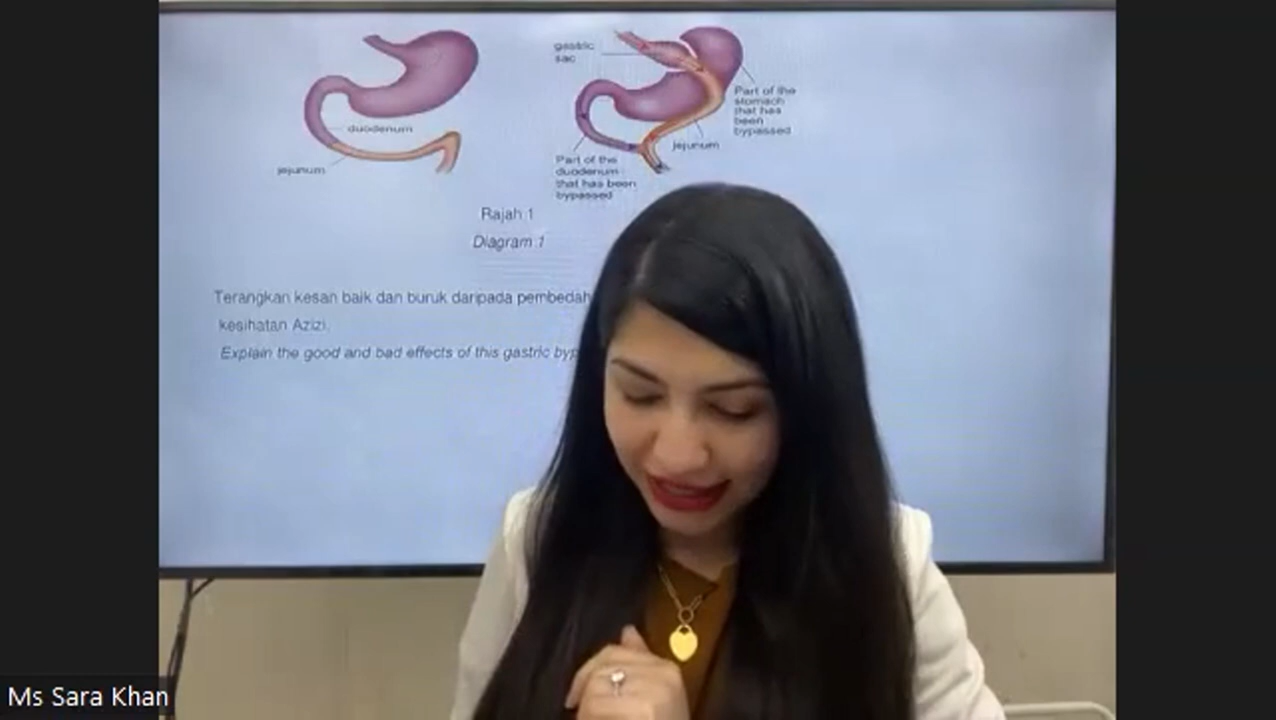 gastric
sac
duodenum
jejunum
Part of the
stomach
that has
been
bypassed
jejunum
Part of the
duodenum
that has been
bypassed
Rajah 1
Diagram 1
Terangkan kesan baik dan buruk daripada pembedah
kesihatan Azizi.
Explain the good and bad effects of this gastric byp
Ms Sara Khan